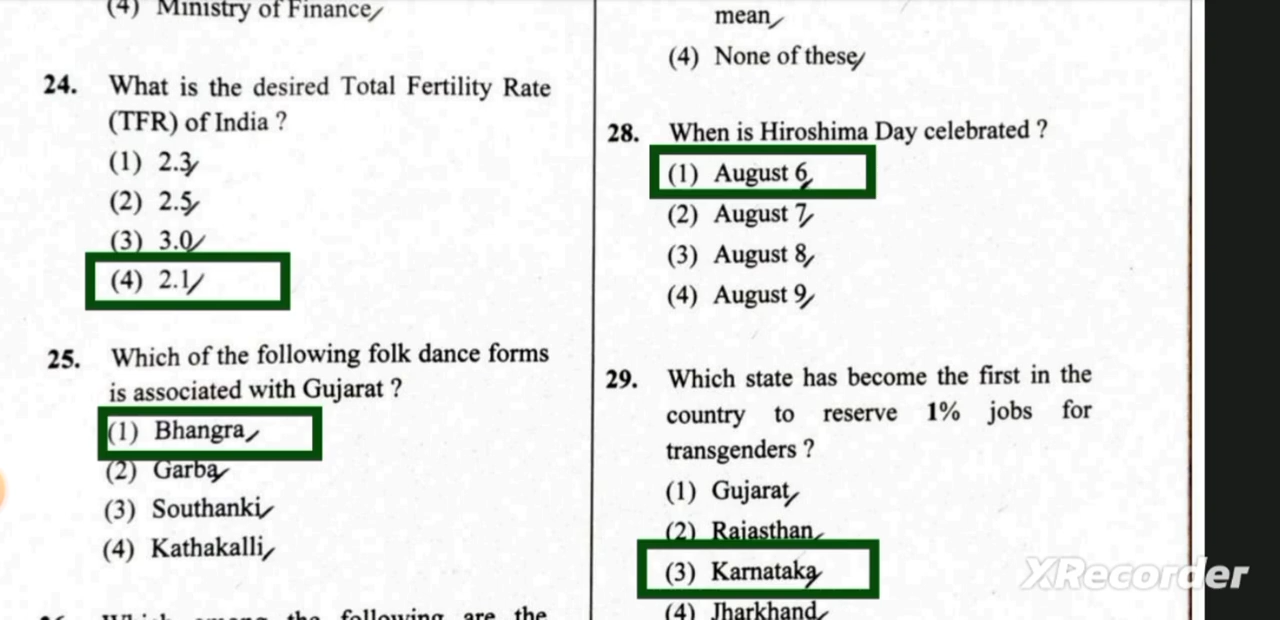 (4) Ministry of Finance
24. What is the desired Total Fertility Rate
(TFR) of India ?
(1) 2.3
(2) 2.5
(3) 3.0
(4) 2.1
25. Which of the following folk dance forms
is associated with Gujarat ?
(1) Bhangra
(2) Garba
(3) Southanki
(4) Kathakalli
the following are the
mean
(4) None of these
28. When is Hiroshima Day celebrated ?
(1) August 6
(2) August 7
(3) August 8
(4) August 9
29. Which state has become the first in the
country to reserve 1% jobs for
transgenders ?
(1) Gujarat
(2) Rajasthan
(3) Karnataka
(4) Jharkhand
XRecorder